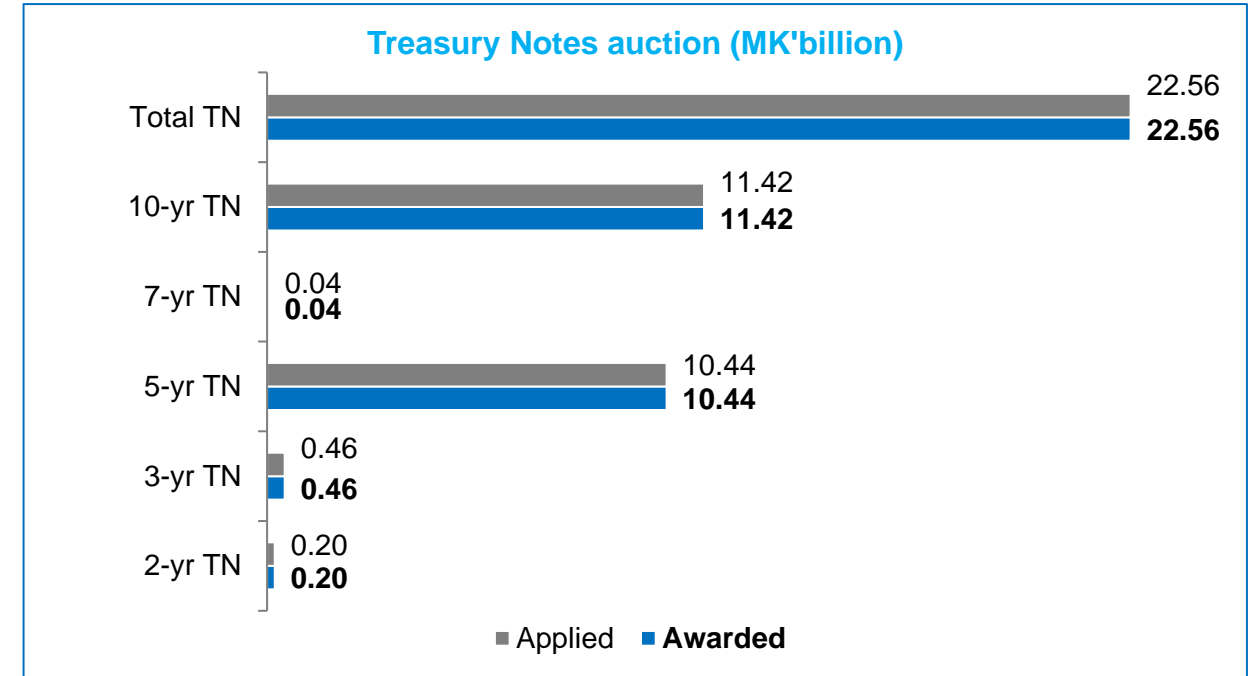 Treasury Notes auction (MK'billion)
Total TN
22.56
22.56
10-yr TN
11.42
11.42
7-yr TN
0.04
0.04
5-yr TN
10.44
10.44
3-yr TN
0.46
0.46
2-yr TN
0.20
0.20
Applied Awarded